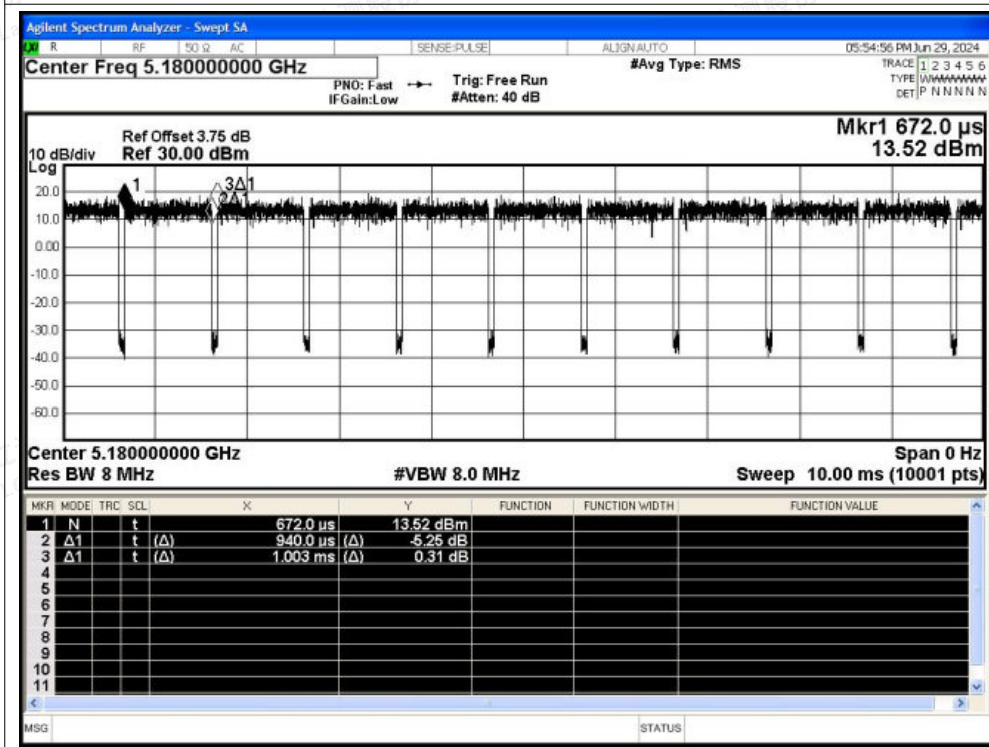 Agilent Spectrum Analyzer - Swept SA
R RF 50 Ω AC SENSE:PULSE ALIGN AUTO 05:54:56 PM Jun 29, 2024
Center Freq 5.180000000 GHz #Avg Type: RMS TRACE 1 2 3 4 5 6
PNO: Fast Trig: Free Run TYPE WWWWWW
IFGain:Low #Atten: 40 dB DET P N N N N N
Ref Offset 3.75 dB Mkr1 672.0 µs
10 dB/div Ref 30.00 dBm 13.52 dBm
Log
1 3Δ1
20.0 2Δ1
10.0
0.00
-10.0
-20.0
-30.0
-40.0
-50.0
-60.0
Center 5.180000000 GHz Span 0 Hz
Res BW 8 MHz #VBW 8.0 MHz Sweep 10.00 ms (10001 pts)
MKR MODE TRC SCL X Y FUNCTION FUNCTION WIDTH FUNCTION VALUE
1 N t 672.0 µs 13.52 dBm
2 Δ1 t (Δ) 940.0 µs (Δ) -5.25 dB
3 Δ1 t (Δ) 1.003 ms (Δ) 0.31 dB
4
5
6
7
8
9
10
11
MSG STATUS